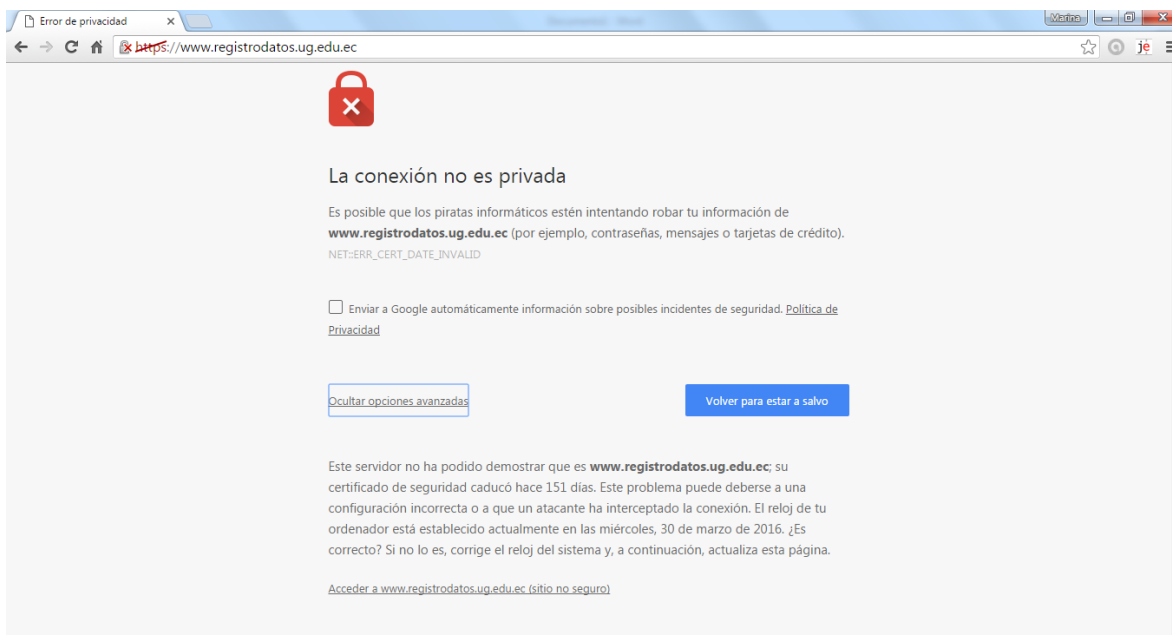 Error de privacidad
Marina
https://www.registrodatos.ug.edu.ec
je
La conexión no es privada
Es posible que los piratas informáticos estén intentando robar tu información de
www.registrodatos.ug.edu.ec (por ejemplo, contraseñas, mensajes o tarjetas de crédito).
NET::ERR_CERT_DATE_INVALID
Enviar a Google automáticamente información sobre posibles incidentes de seguridad. Política de
Privacidad
Ocultar opciones avanzadas
Volver para estar a salvo
Este servidor no ha podido demostrar que es www.registrodatos.ug.edu.ec; su
certificado de seguridad caducó hace 151 días. Este problema puede deberse a una
configuración incorrecta o a que un atacante ha interceptado la conexión. El reloj de tu
ordenador está establecido actualmente en las miércoles, 30 de marzo de 2016. ¿Es
correcto? Si no lo es, corrige el reloj del sistema y, a continuación, actualiza esta página.
Acceder a www.registrodatos.ug.edu.ec (sitio no seguro)